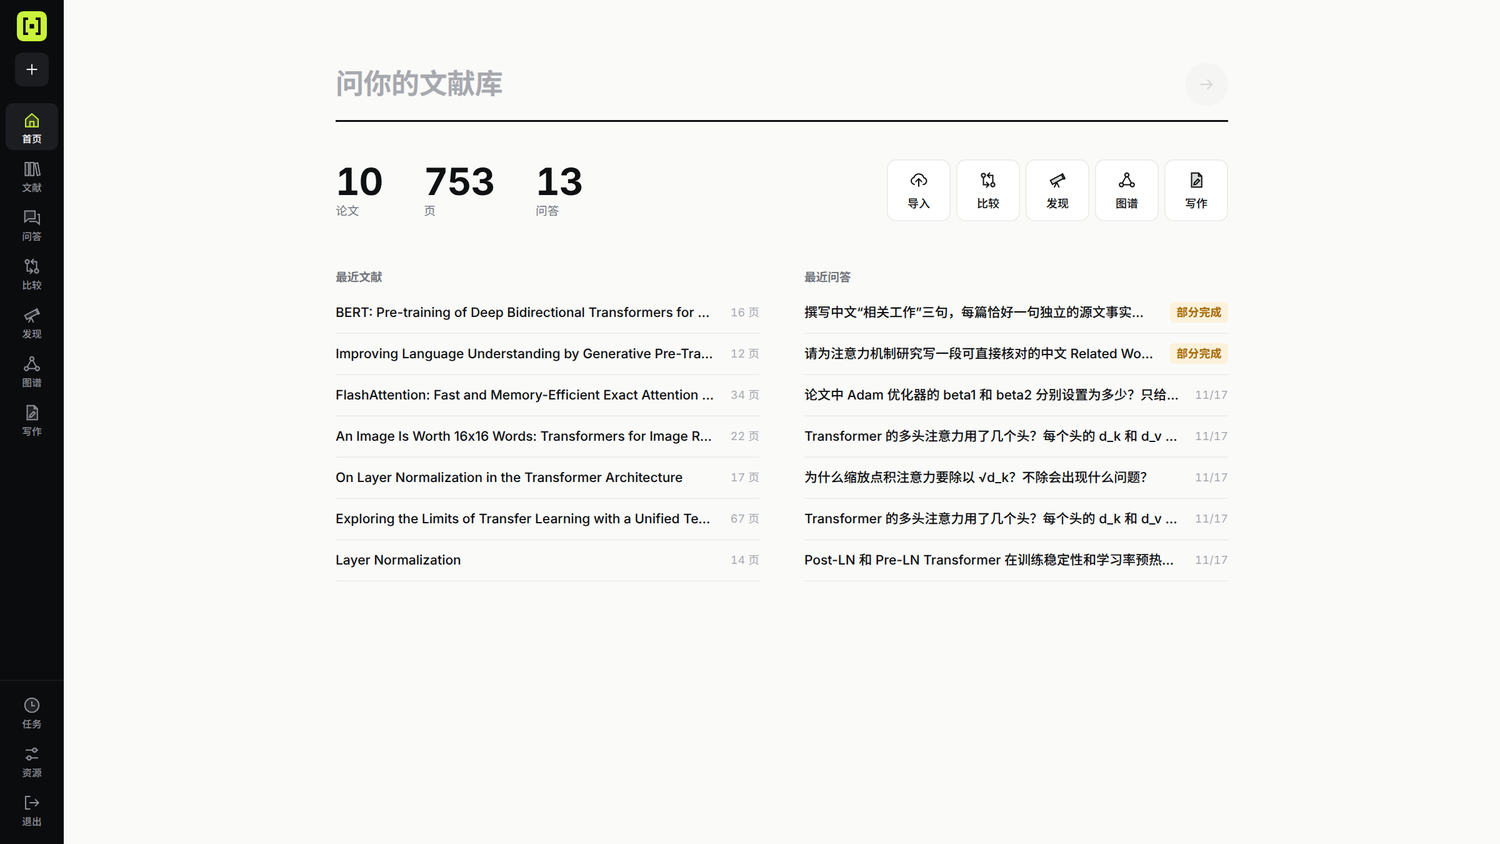 首页
文献
问答
比较
发现
图谱
写作
任务
资源
退出
问你的文献库
10
论文
753
页
13
问答
导入
比较
发现
图谱
写作
最近文献
BERT: Pre-training of Deep Bidirectional Transformers for ... 16 页
Improving Language Understanding by Generative Pre-Tra... 12 页
FlashAttention: Fast and Memory-Efficient Exact Attention ... 34 页
An Image Is Worth 16x16 Words: Transformers for Image R... 22 页
On Layer Normalization in the Transformer Architecture 17 页
Exploring the Limits of Transfer Learning with a Unified Te... 67 页
Layer Normalization 14 页
最近问答
撰写中文“相关工作”三句，每篇恰好一句独立的源文事实... 部分完成
请为注意力机制研究写一段可直接核对的中文 Related Wo... 部分完成
论文中 Adam 优化器的 beta1 和 beta2 分别设置为多少？只给... 11/17
Transformer 的多头注意力用了几个头？每个头的 d_k 和 d_v ... 11/17
为什么缩放点积注意力要除以 √d_k？不除会出现什么问题？ 11/17
Transformer 的多头注意力用了几个头？每个头的 d_k 和 d_v ... 11/17
Post-LN 和 Pre-LN Transformer 在训练稳定性和学习率预热... 11/17